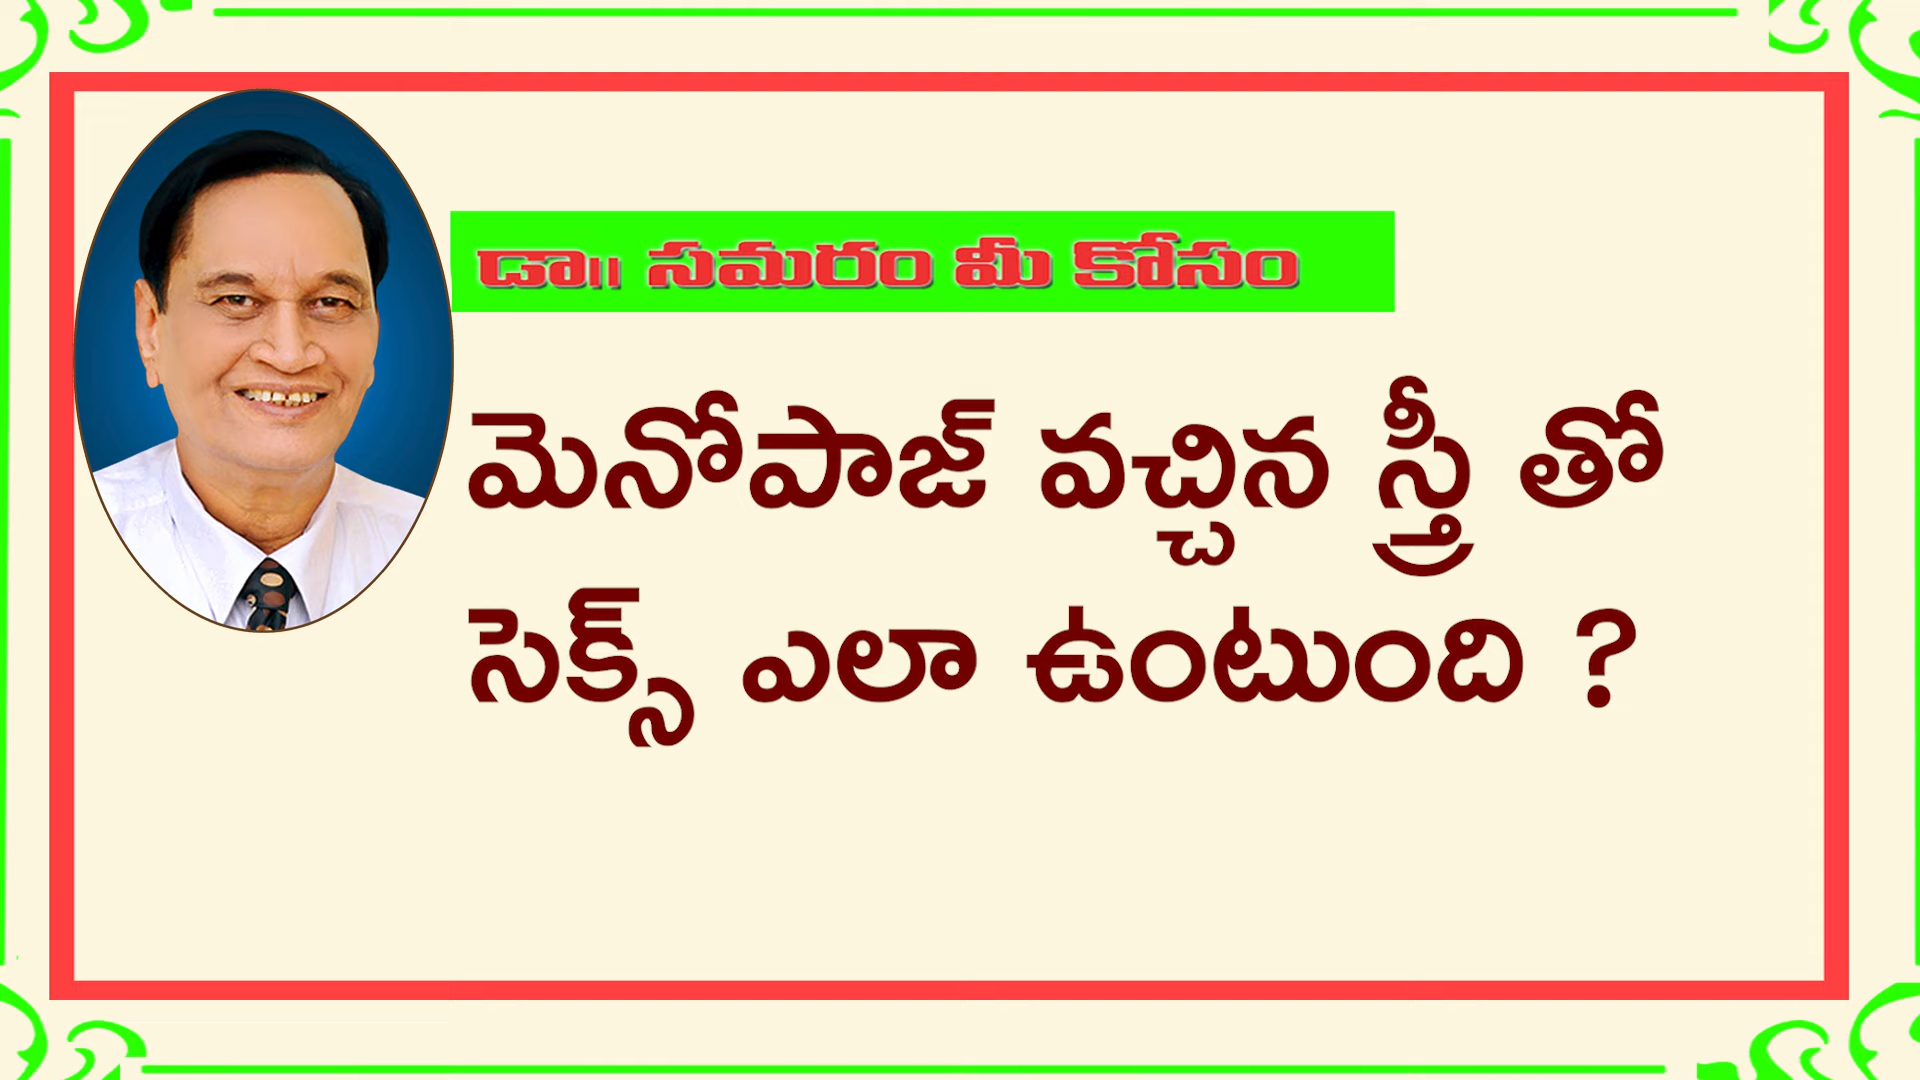 డా॥ సమరం మీ కోసం
మెనోపాజ్ వచ్చిన స్త్రీ తో
సెక్స్ ఎలా ఉంటుంది ?